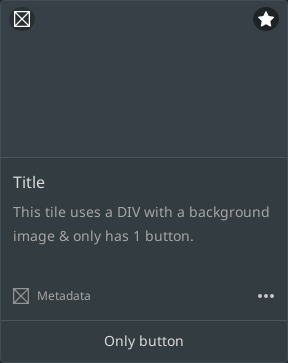 Title
This tile uses a DIV with a background
image & only has 1 button.
Metadata
Only button